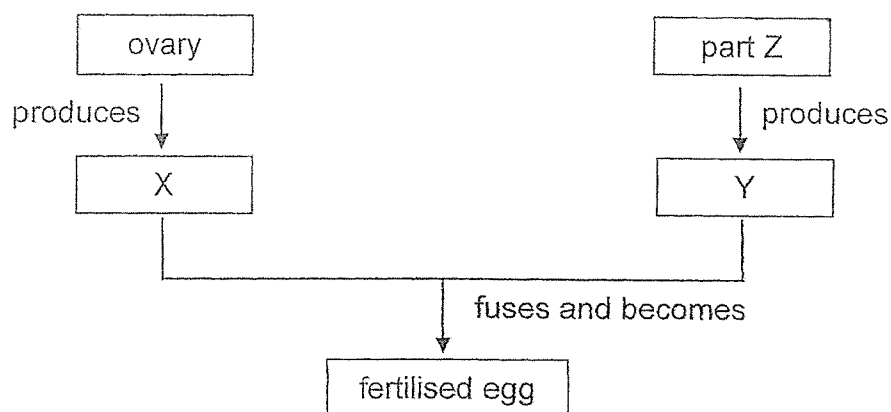 ovary
part Z
produces
produces
X
Y
fuses and becomes
fertilised egg